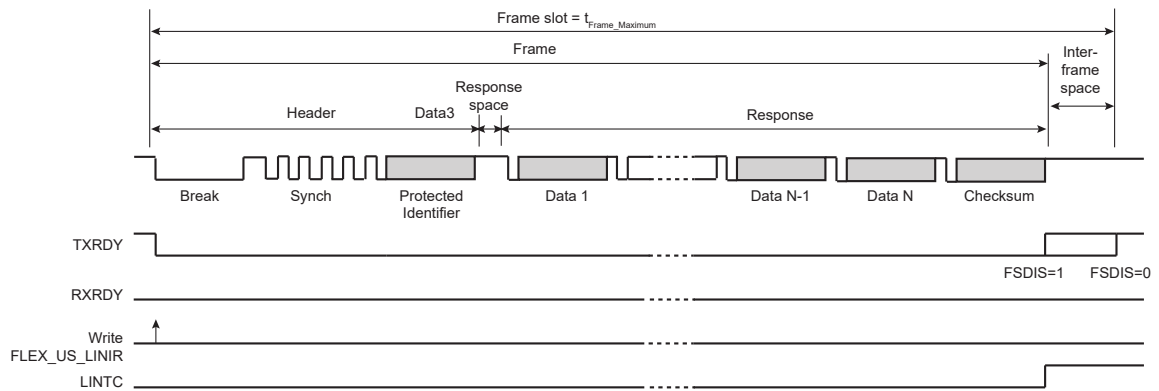 Frame slot = tFrame_Maximum
Frame
Inter-
frame
space
Response
space
Header
Data3
Response
Break
Synch
Protected
Identifier
Data 1
Data N-1
Data N
Checksum
TXRDY
FSDIS=1
FSDIS=0
RXRDY
Write
FLEX_US_LINIR
LINTC